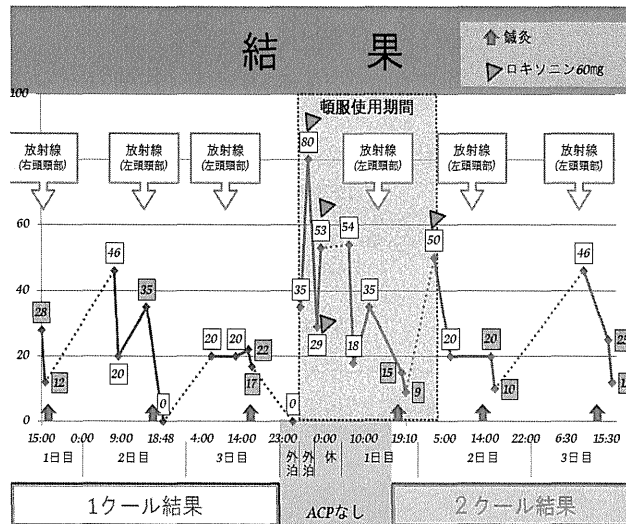 結 果
鍼灸
ロキソニン60mg
100
80
60
40
20
0
頓服使用期間
放射線
(右頭頸部)
放射線
(左頭頸部)
放射線
(左頭頸部)
放射線
(左頭頸部)
放射線
(左頭頸部)
放射線
(左頭頸部)
28
12
46
20
35
0
20
20
22
17
0
35
80
29
53
54
18
35
15
9
50
20
20
10
46
25
15:00
0:00
9:00
18:48
4:00
14:00
23:00
0:00
10:00
19:10
5:00
14:00
22:00
6:30
15:30
1日目
2日目
3日目
外泊
外泊
休
1日目
2日目
3日目
1クール結果
ACPなし
2クール結果